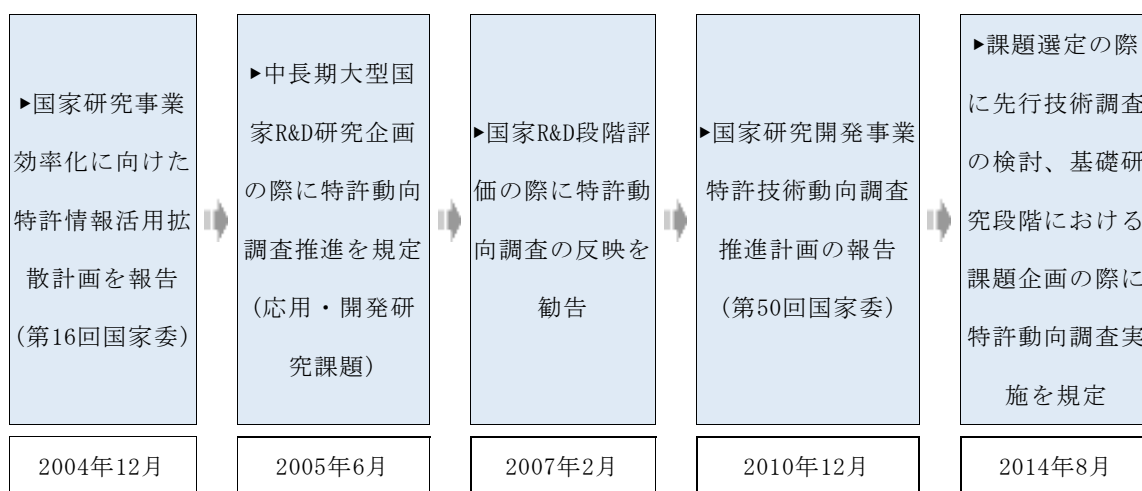 ▶国家研究事業
効率化に向けた
特許情報活用拡
散計画を報告
(第16回国家委)
▶中長期大型国
家R&D研究企画
の際に特許動向
調査推進を規定
(応用・開発研
究課題)
▶国家R&D段階評
価の際に特許動
向調査の反映を
勧告
▶国家研究開発事業
特許技術動向調査
推進計画の報告
(第50回国家委)
▶課題選定の際
に先行技術調査
の検討、基礎研
究段階における
課題企画の際に
特許動向調査実
施を規定
2004年12月
2005年6月
2007年2月
2010年12月
2014年8月